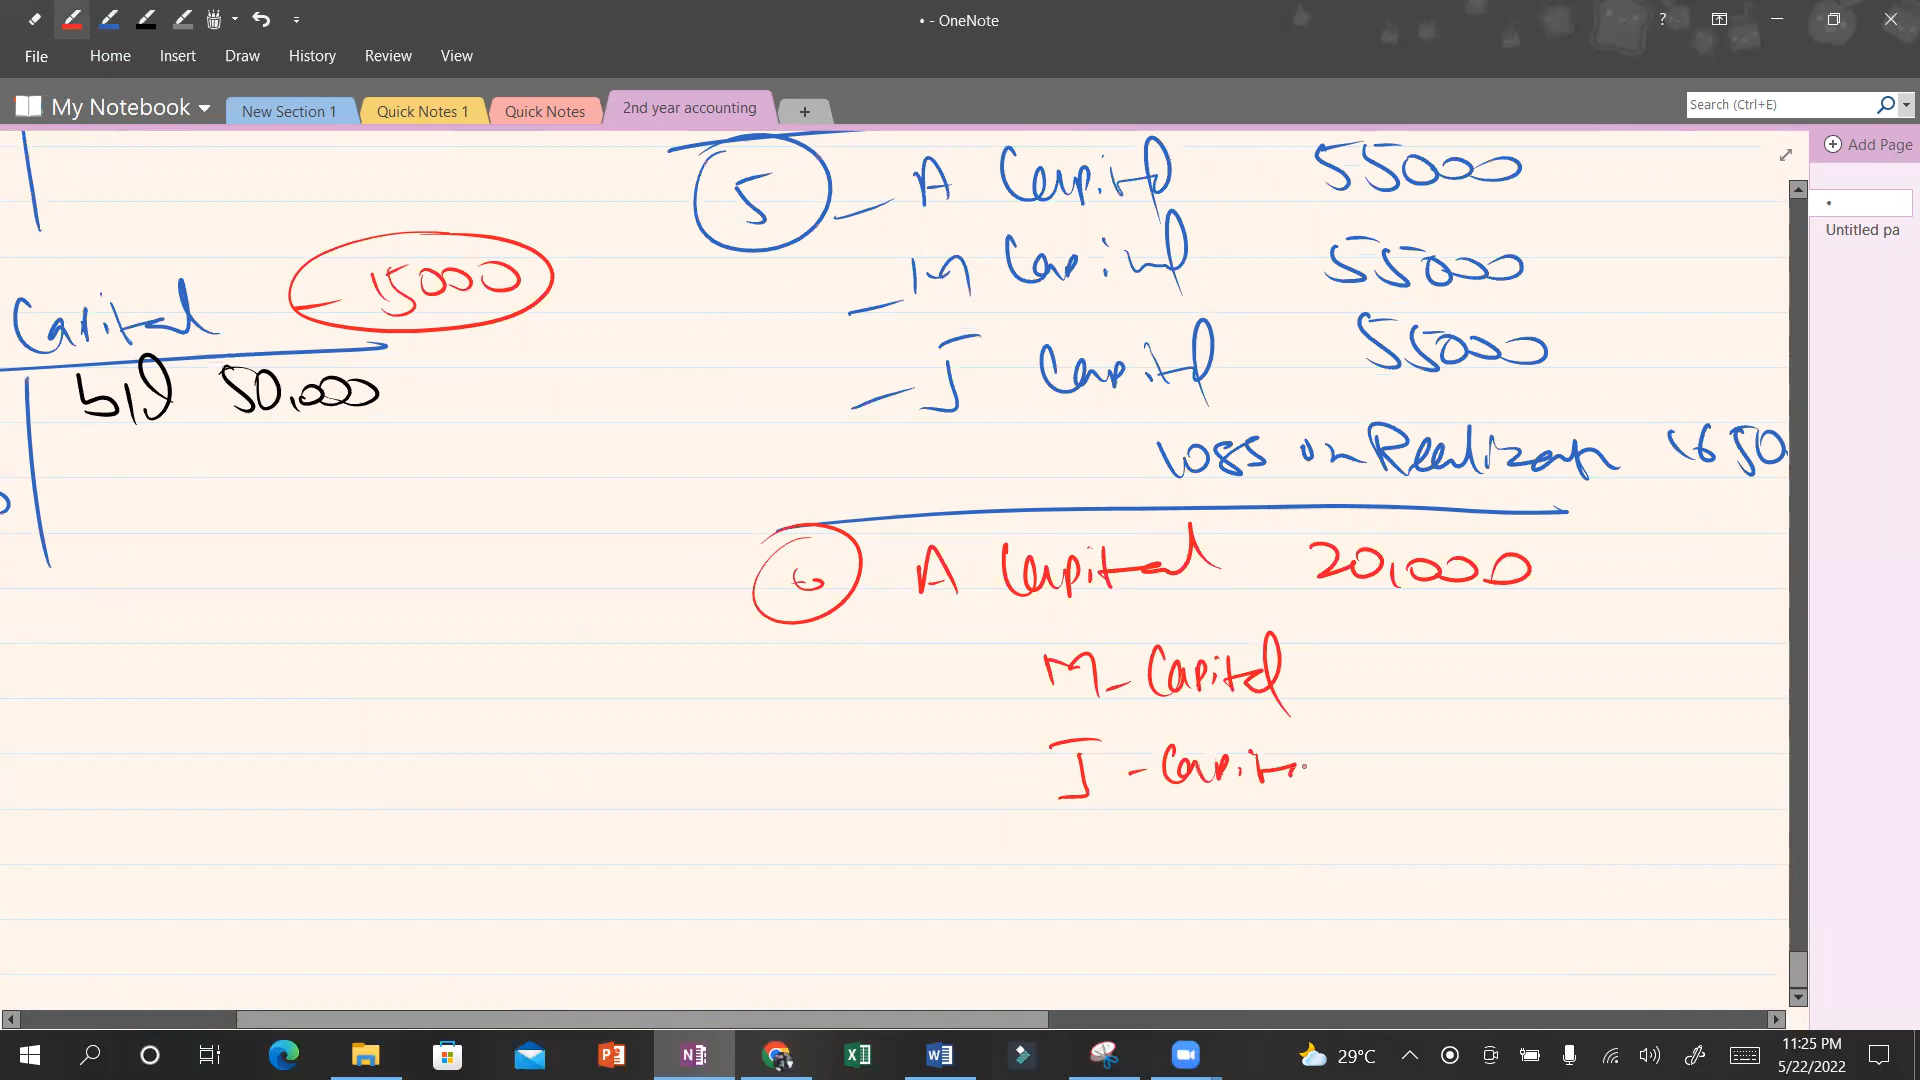 • - OneNote
?
File Home Insert Draw History Review View
My Notebook New Section 1 Quick Notes 1 Quick Notes 2nd year accounting +
Search (Ctrl+E)
Add Page
•
Untitled pa
5 - A Capital 55000
- M Capital 55000
- J Capital 55000
loss on Realization 1650
15000
Capital
b/d 50,000
6 A Capital 20,000
M - Capital
J - Capit
29°C
11:25 PM
5/22/2022